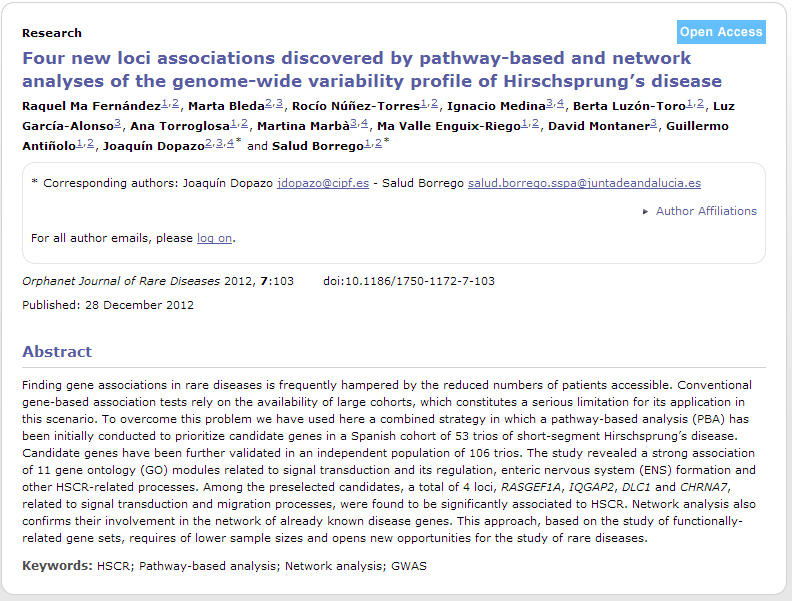 Research
Open Access
Four new loci associations discovered by pathway-based and network
analyses of the genome-wide variability profile of Hirschsprung’s disease
Raquel Ma Fernández1,2, Marta Bleda2,3, Rocío Núñez-Torres1,2, Ignacio Medina3,4, Berta Luzón-Toro1,2, Luz
García-Alonso3, Ana Torroglosa1,2, Martina Marbà3,4, Ma Valle Enguix-Riego1,2, David Montaner3, Guillermo
Antiñolo1,2, Joaquín Dopazo2,3,4* and Salud Borrego1,2*
* Corresponding authors: Joaquín Dopazo jdopazo@cipf.es - Salud Borrego salud.borrego.sspa@juntadeandalucia.es
▸ Author Affiliations
For all author emails, please log on.
Orphanet Journal of Rare Diseases 2012, 7:103 doi:10.1186/1750-1172-7-103
Published: 28 December 2012
Abstract
Finding gene associations in rare diseases is frequently hampered by the reduced numbers of patients accessible. Conventional
gene-based association tests rely on the availability of large cohorts, which constitutes a serious limitation for its application in
this scenario. To overcome this problem we have used here a combined strategy in which a pathway-based analysis (PBA) has
been initially conducted to prioritize candidate genes in a Spanish cohort of 53 trios of short-segment Hirschsprung’s disease.
Candidate genes have been further validated in an independent population of 106 trios. The study revealed a strong association
of 11 gene ontology (GO) modules related to signal transduction and its regulation, enteric nervous system (ENS) formation and
other HSCR-related processes. Among the preselected candidates, a total of 4 loci, RASGEF1A, IQGAP2, DLC1 and CHRNA7,
related to signal transduction and migration processes, were found to be significantly associated to HSCR. Network analysis also
confirms their involvement in the network of already known disease genes. This approach, based on the study of functionally-
related gene sets, requires of lower sample sizes and opens new opportunities for the study of rare diseases.
Keywords: HSCR; Pathway-based analysis; Network analysis; GWAS